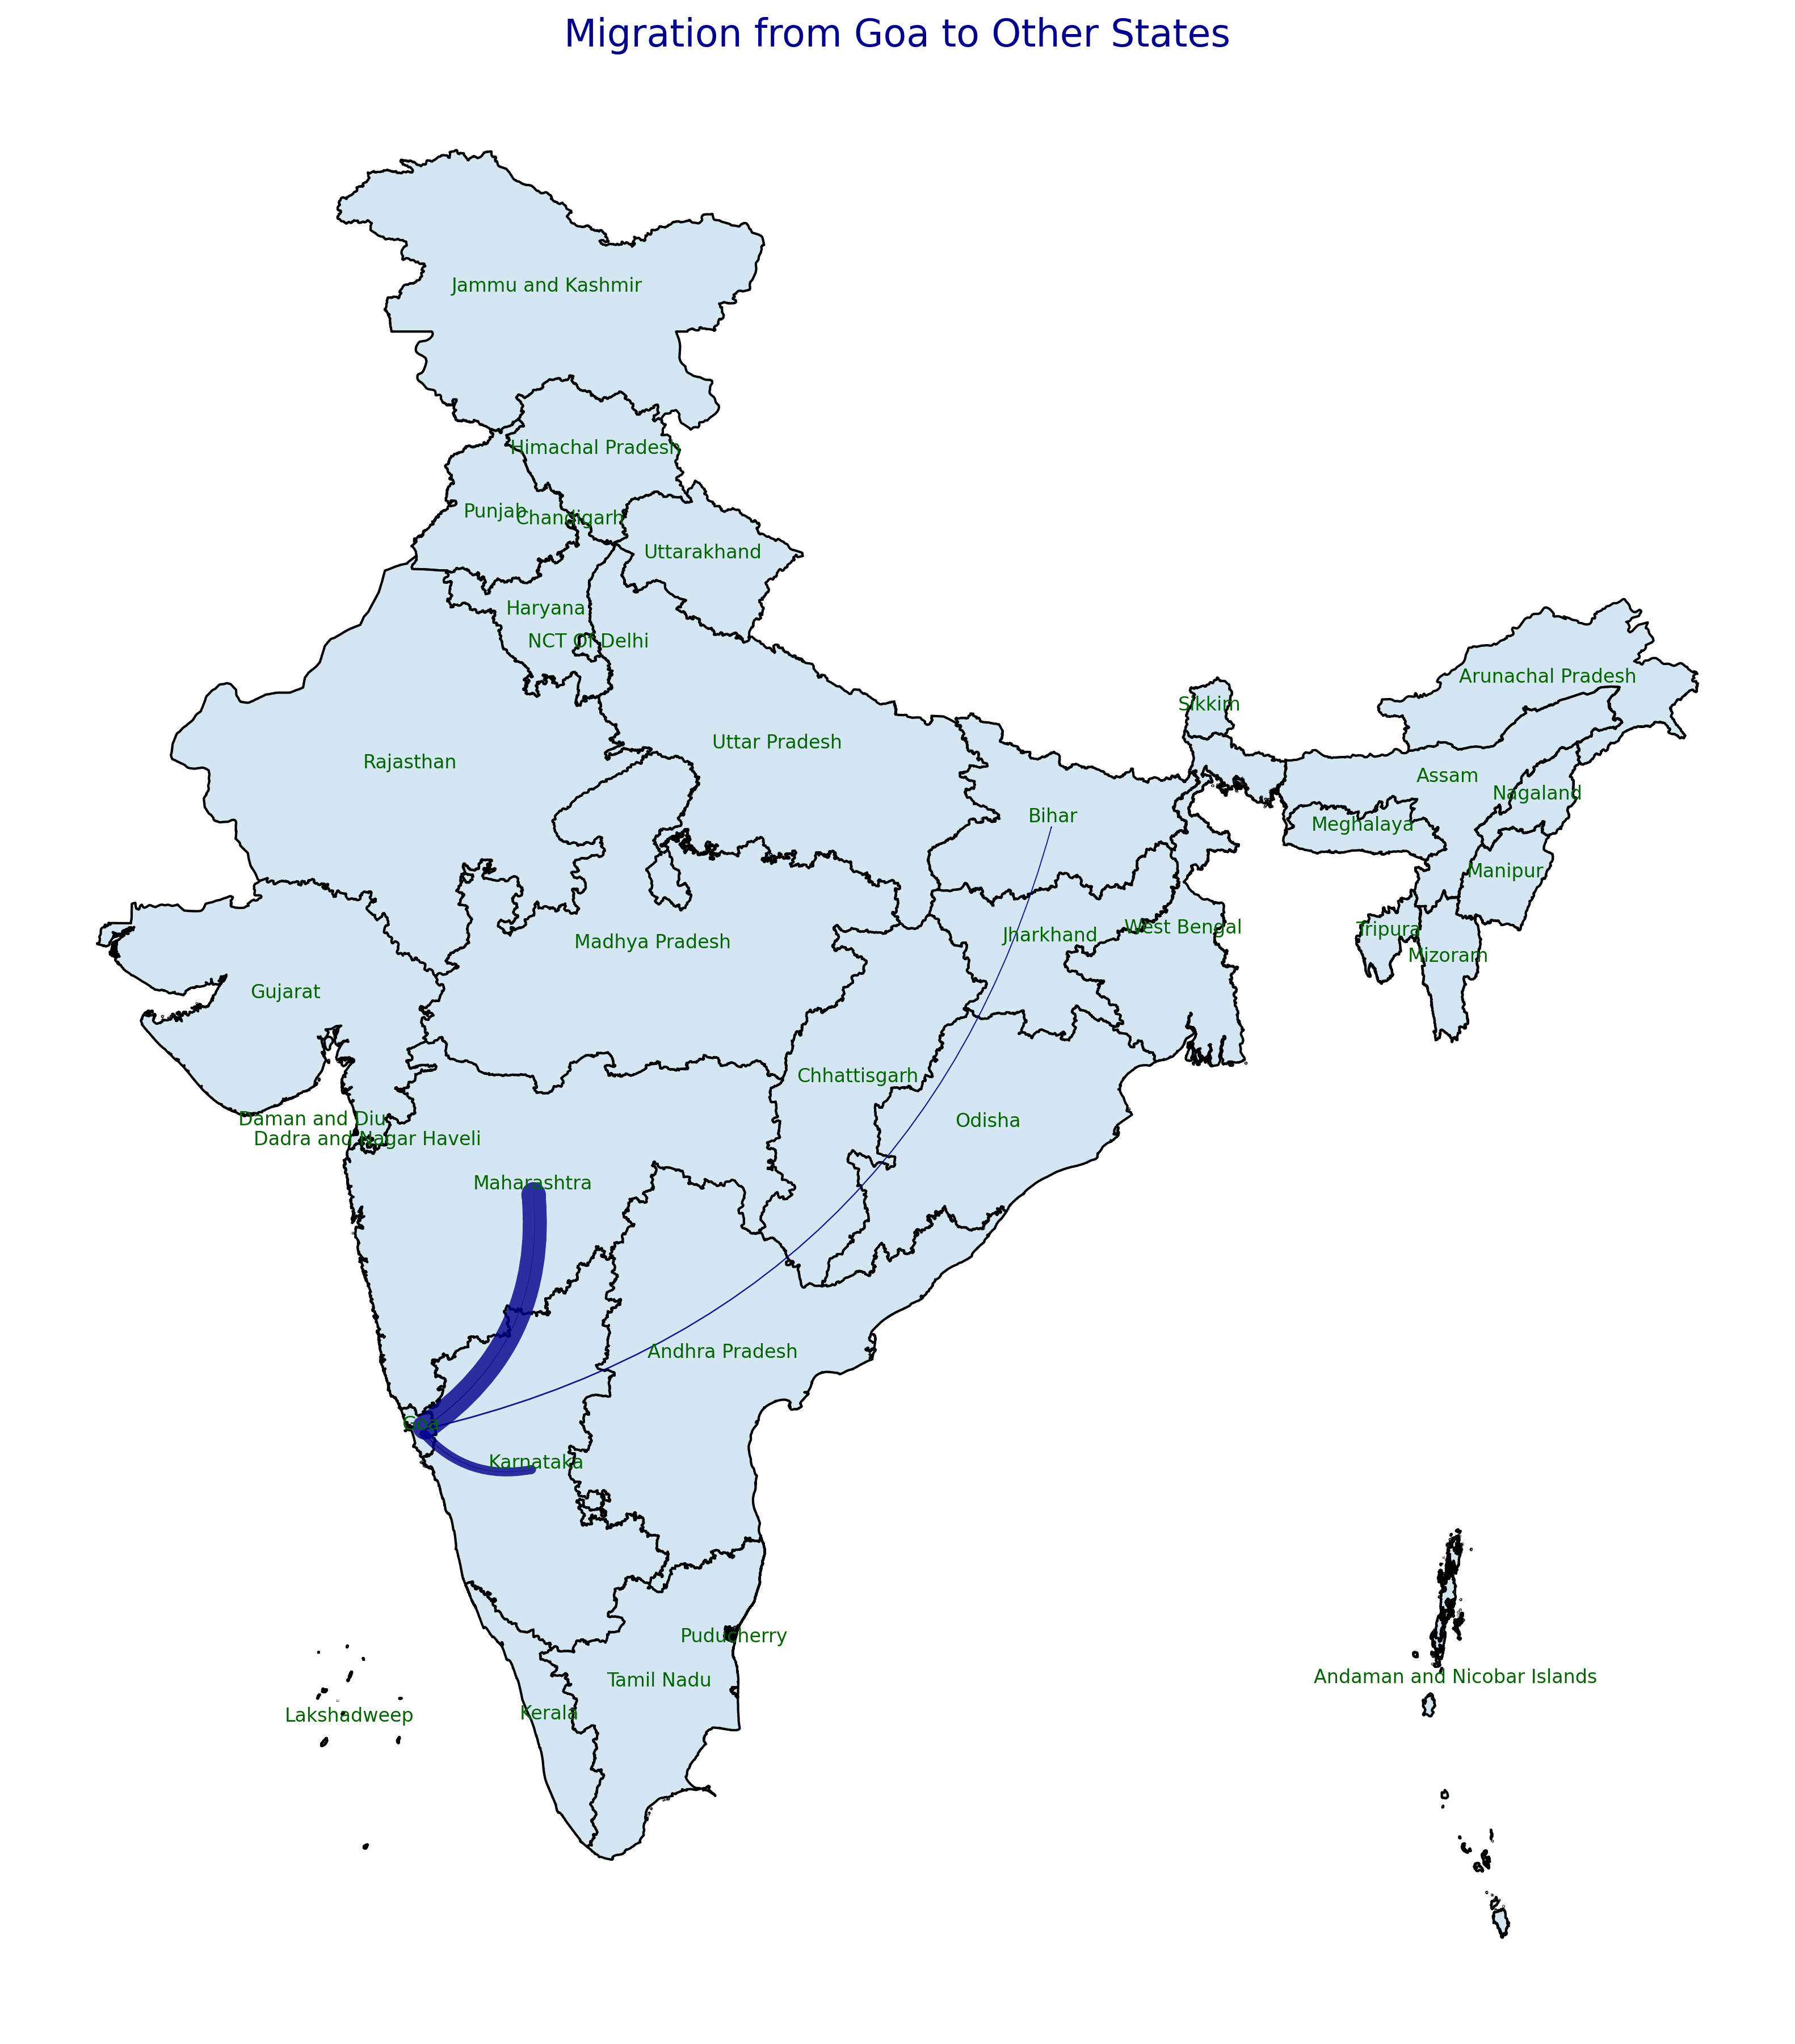 Migration from Goa to Other States
Jammu and Kashmir
Himachal Pradesh
Punjab
Chandigarh
Uttarakhand
Haryana
NCT Of Delhi
Arunachal Pradesh
Sikkim
Uttar Pradesh
Rajasthan
Assam
Nagaland
Bihar
Meghalaya
Manipur
West Bengal
Tripura
Jharkhand
Madhya Pradesh
Mizoram
Gujarat
Chhattisgarh
Daman and Diu
Odisha
Dadra and Nagar Haveli
Maharashtra
Andhra Pradesh
Goa
Karnataka
Puducherry
Andaman and Nicobar Islands
Tamil Nadu
Kerala
Lakshadweep